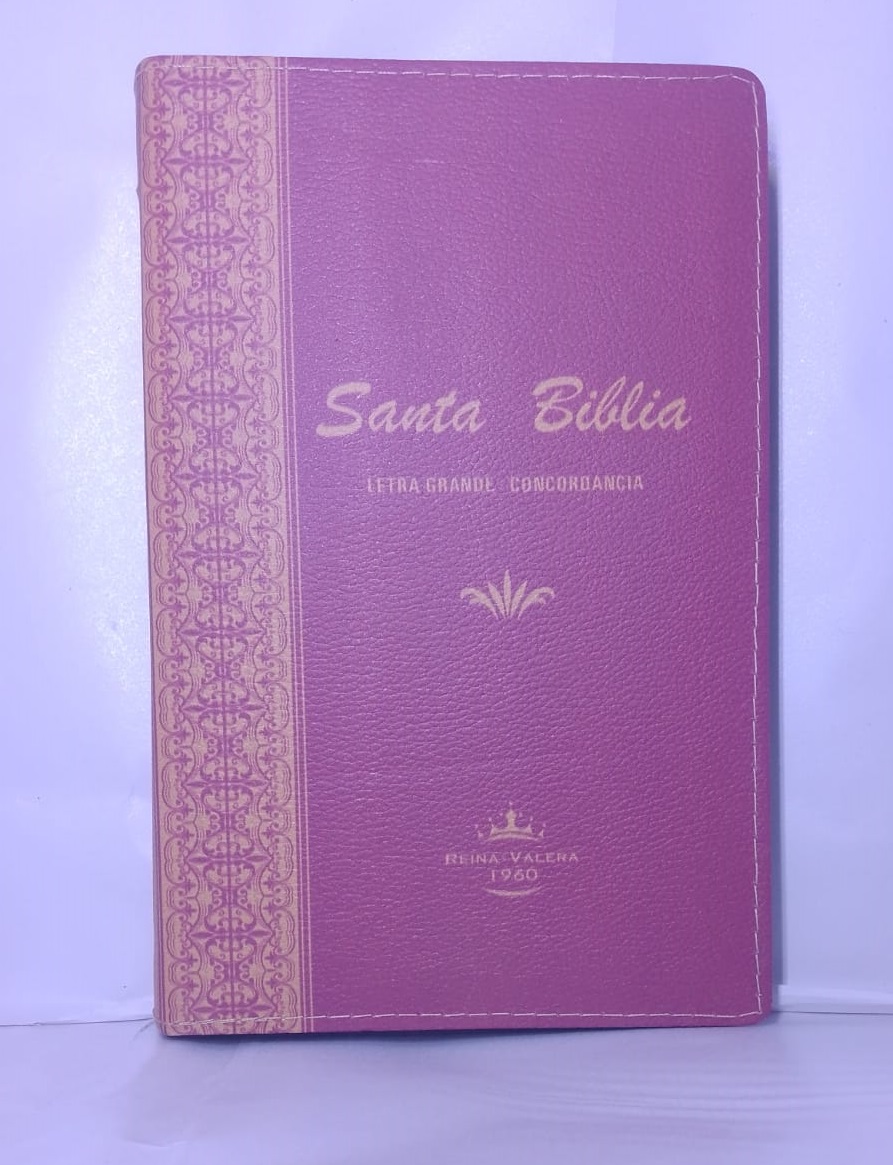 Santa Biblia
LETRA GRANDE CONCORDANCIA
REINA-VALERA
1960